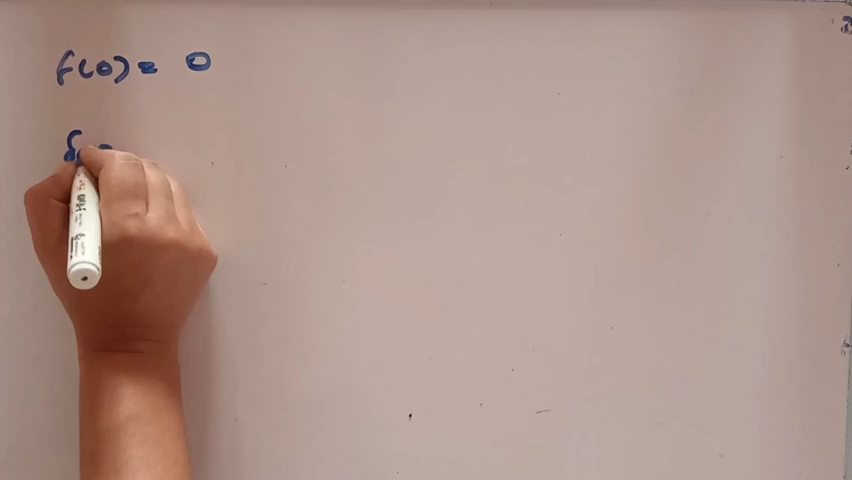 f(0) = 0
f